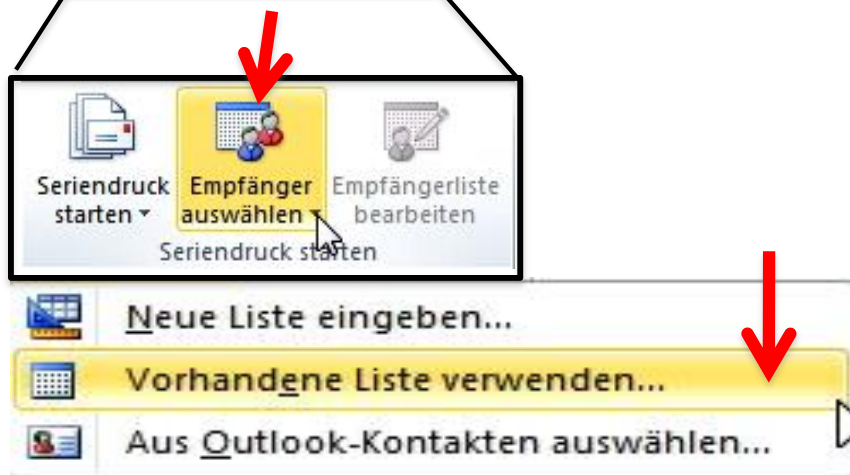 Seriendruck starten
Empfänger auswählen
Empfängerliste bearbeiten
Seriendruck starten
Neue Liste eingeben...
Vorhandene Liste verwenden...
Aus Outlook-Kontakten auswählen...